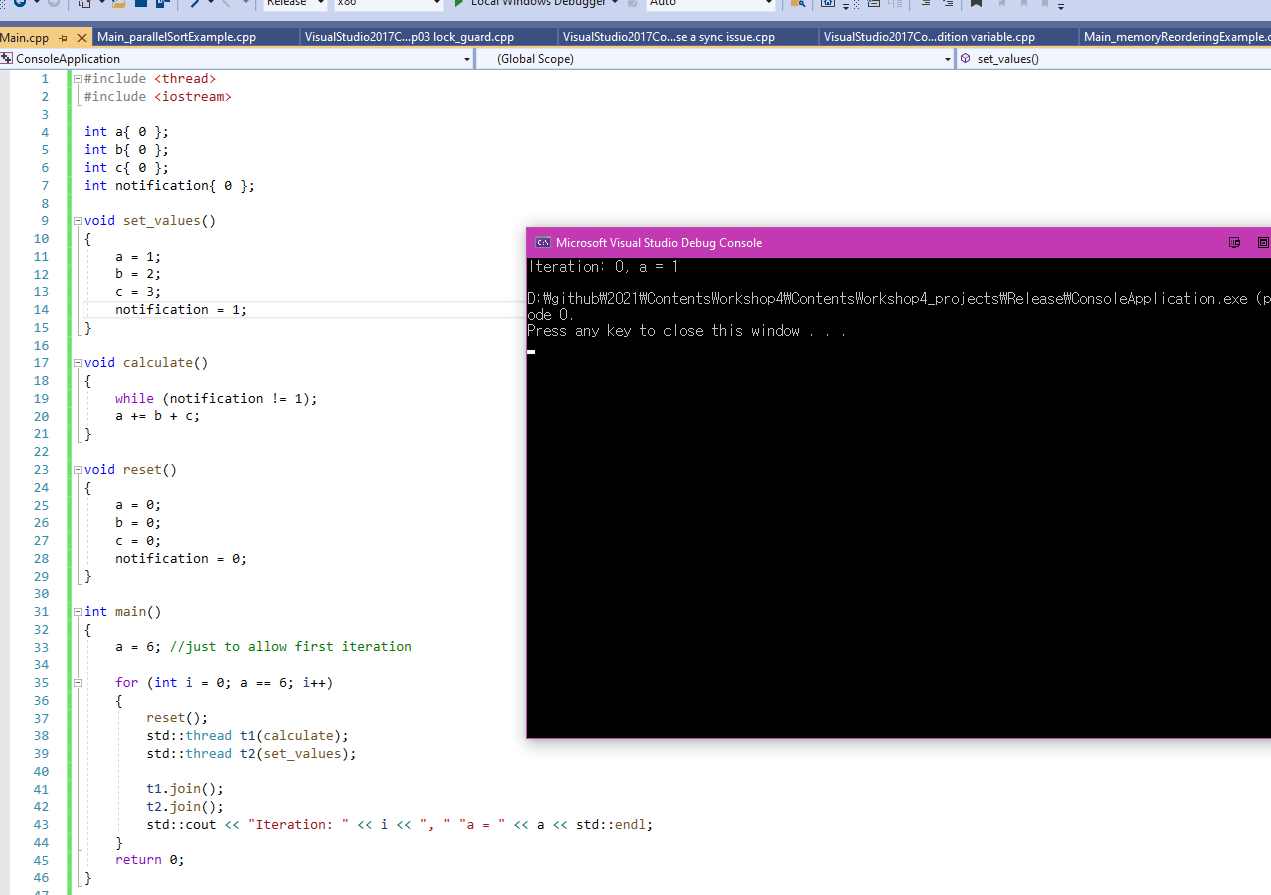 Release x86 Local Windows Debugger Auto
Main.cpp Main_parallelSortExample.cpp VisualStudio2017C...p03 lock_guard.cpp VisualStudio2017Co...se a sync issue.cpp VisualStudio2017Co...dition variable.cpp Main_memoryReorderingExample.c
ConsoleApplication (Global Scope) set_values()
1 #include <thread>
2 #include <iostream>
3
4 int a{ 0 };
5 int b{ 0 };
6 int c{ 0 };
7 int notification{ 0 };
8
9 void set_values()
10 {
11 a = 1;
12 b = 2;
13 c = 3;
14 notification = 1;
15 }
16
17 void calculate()
18 {
19 while (notification != 1);
20 a += b + c;
21 }
22
23 void reset()
24 {
25 a = 0;
26 b = 0;
27 c = 0;
28 notification = 0;
29 }
30
31 int main()
32 {
33 a = 6; //just to allow first iteration
34
35 for (int i = 0; a == 6; i++)
36 {
37 reset();
38 std::thread t1(calculate);
39 std::thread t2(set_values);
40
41 t1.join();
42 t2.join();
43 std::cout << "Iteration: " << i << ", " "a = " << a << std::endl;
44 }
45 return 0;
46 }
47
Microsoft Visual Studio Debug Console
Iteration: 0, a = 1
D:₩github₩2021₩ContentsWorkshop4₩ContentsWorkshop4_projects₩Release₩ConsoleApplication.exe (p
ode 0.
Press any key to close this window . . .